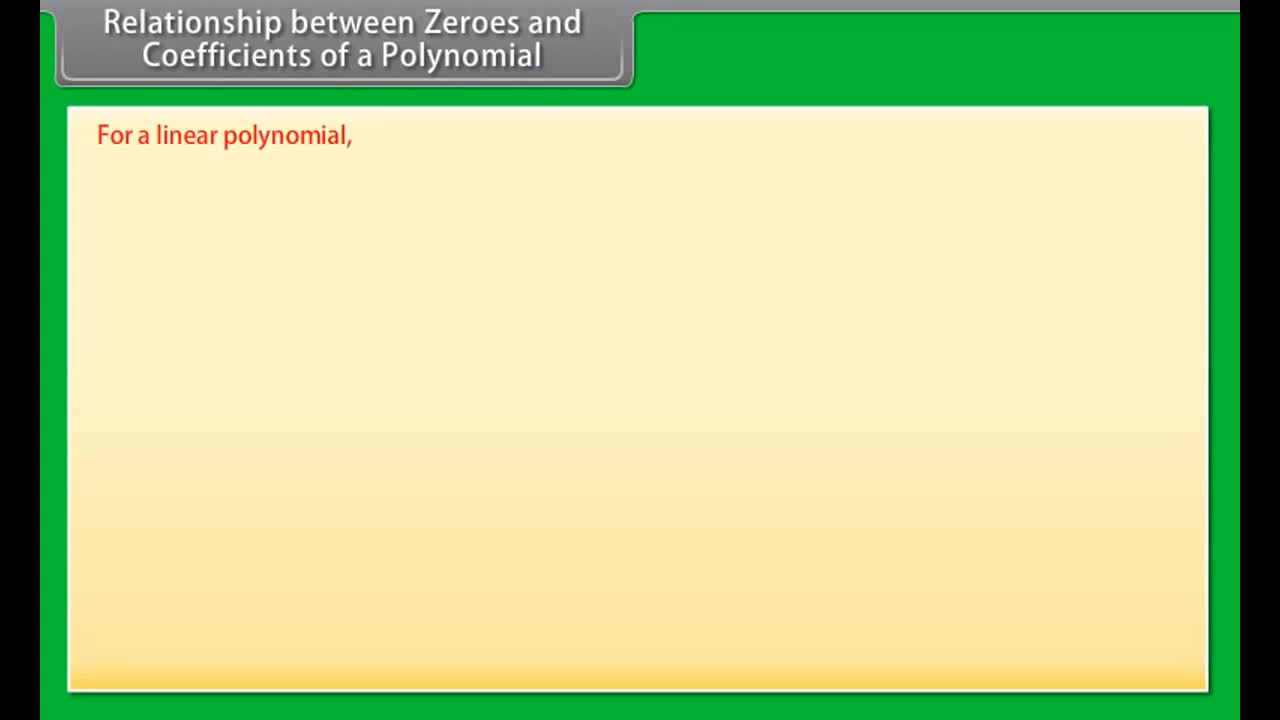 Relationship between Zeroes and
Coefficients of a Polynomial
For a linear polynomial,